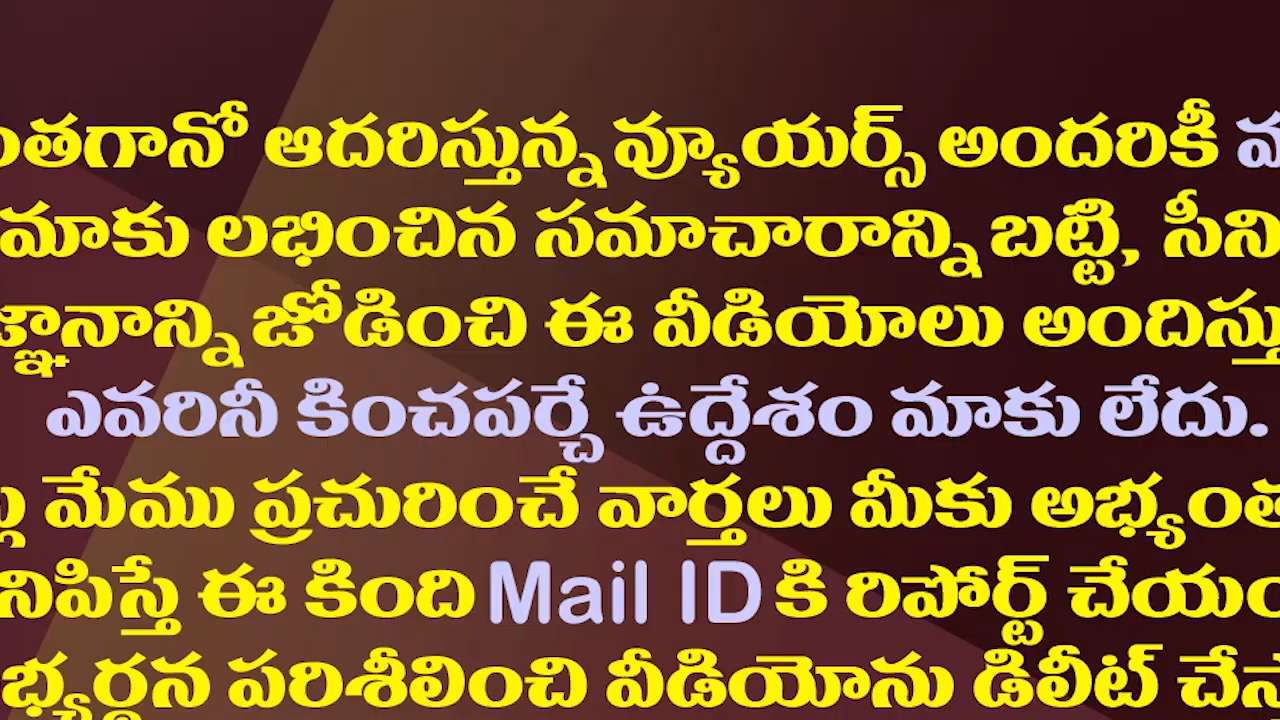 ఆదరిస్తున్న వ్యూయర్స్ అందరికీ
మాకు లభించిన సమాచారాన్ని బట్టి, సీని
జోడించి ఈ వీడియోలు
ఎవరినీ కించపర్చే ఉద్దేశం మాకు లేదు.
మేము ప్రచురించే వార్తలు మీకు
ఈ కింది Mail ID కి రిపోర్ట్
పరిశీలించి వీడియోను డిలీట్